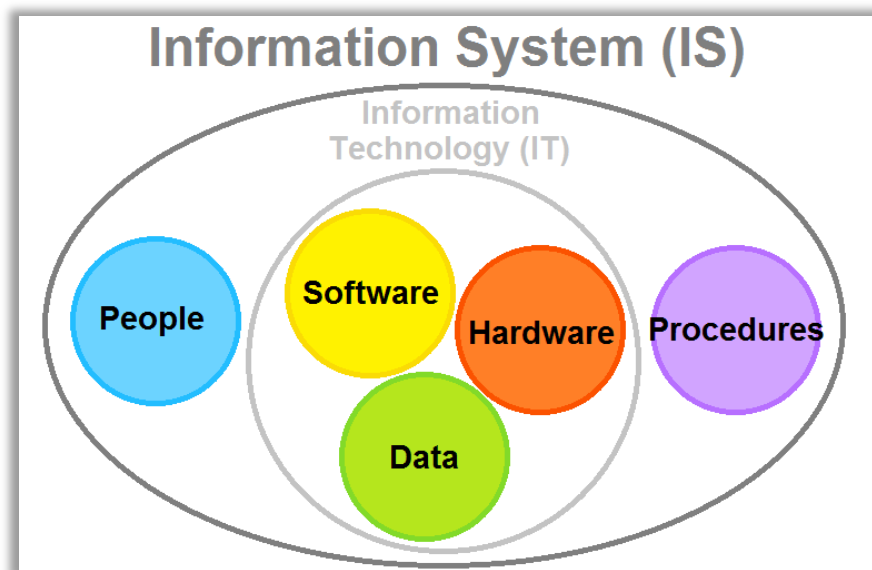 Information System (IS)
Information
Technology (IT)
People
Software
Hardware
Procedures
Data